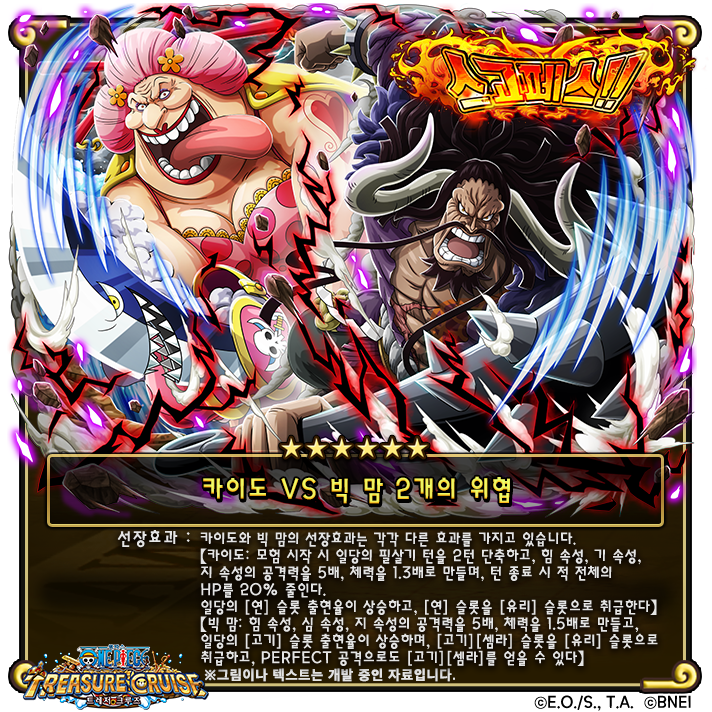 스고페스!!
카이도 VS 빅 맘 2개의 위협
선장효과 : 카이도와 빅 맘의 선장효과는 각각 다른 효과를 가지고 있습니다.
【카이도: 모험 시작 시 일당의 필살기 턴을 2턴 단축하고, 힘 속성, 기 속성,
지 속성의 공격력을 5배, 체력을 1.3배로 만들며, 턴 종료 시 적 전체의
HP를 20% 줄인다.
일당의 [연] 슬롯 출현율이 상승하고, [연] 슬롯을 [유리] 슬롯으로 취급한다】
【빅 맘: 힘 속성, 심 속성, 지 속성의 공격력을 5배, 체력을 1.5배로 만들고,
일당의 [고기] 슬롯 출현율이 상승하며, [고기][셈라] 슬롯을 [유리] 슬롯으로
취급하고, PERFECT 공격으로도 [고기][셈라]를 얻을 수 있다】
※그림이나 텍스트는 개발 중인 자료입니다.
ONE PIECE
TREASURE CRUISE
트레저 크루즈
©E.O./S., T.A. ©BNEI